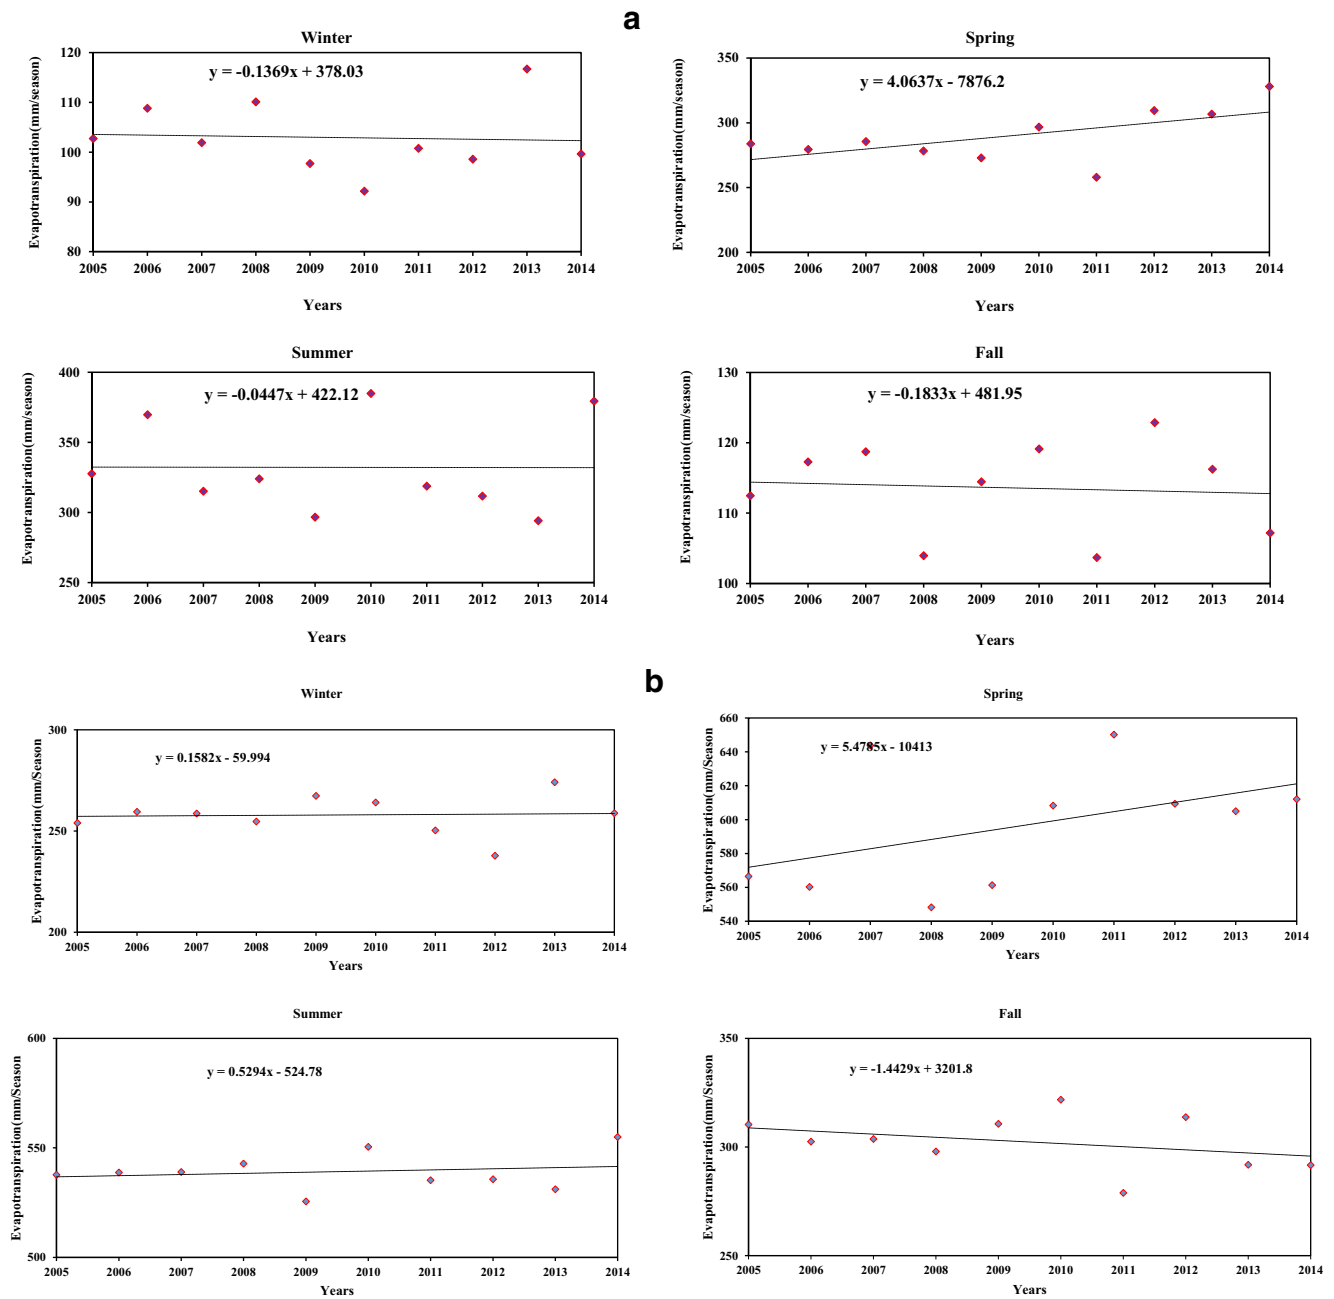 a
Winter
y = -0.1369x + 378.03
Evapotranspiration(mm/season)
120
110
100
90
80
2005 2006 2007 2008 2009 2010 2011 2012 2013 2014
Years
Spring
y = 4.0637x - 7876.2
Evapotranspiration(mm/season)
350
300
250
200
2005 2006 2007 2008 2009 2010 2011 2012 2013 2014
Years
Summer
y = -0.0447x + 422.12
Evapotranspiration(mm/season)
400
350
300
250
2005 2006 2007 2008 2009 2010 2011 2012 2013 2014
Years
Fall
y = -0.1833x + 481.95
Evapotranspiration(mm/season)
130
120
110
100
2005 2006 2007 2008 2009 2010 2011 2012 2013 2014
Years
b
Winter
y = 0.1582x - 59.994
Evapotranspiration(mm/Season
300
250
200
2005 2006 2007 2008 2009 2010 2011 2012 2013 2014
Years
Spring
y = 5.4785x - 10413
Evapotranspiration(mm/Season
660
640
620
600
580
560
540
2005 2006 2007 2008 2009 2010 2011 2012 2013 2014
Years
Summer
y = 0.5294x - 524.78
Evapotranspiration(mm/Season
600
550
500
2005 2006 2007 2008 2009 2010 2011 2012 2013 2014
Years
Fall
y = -1.4429x + 3201.8
Evapotranspiration(mm/Season
350
300
250
2005 2006 2007 2008 2009 2010 2011 2012 2013 2014
Years